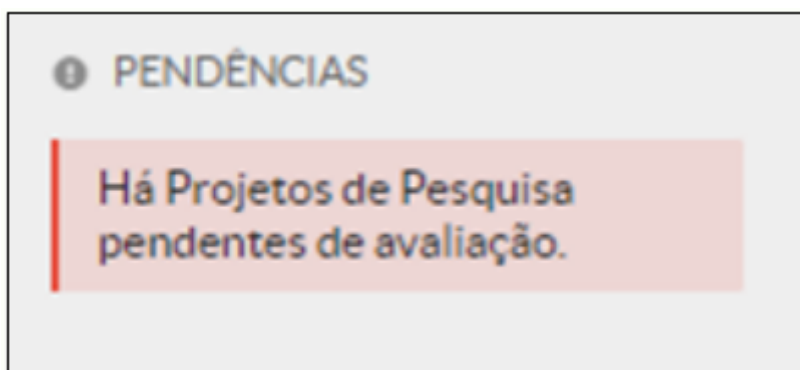 PENDÊNCIAS
Há Projetos de Pesquisa
pendentes de avaliação.